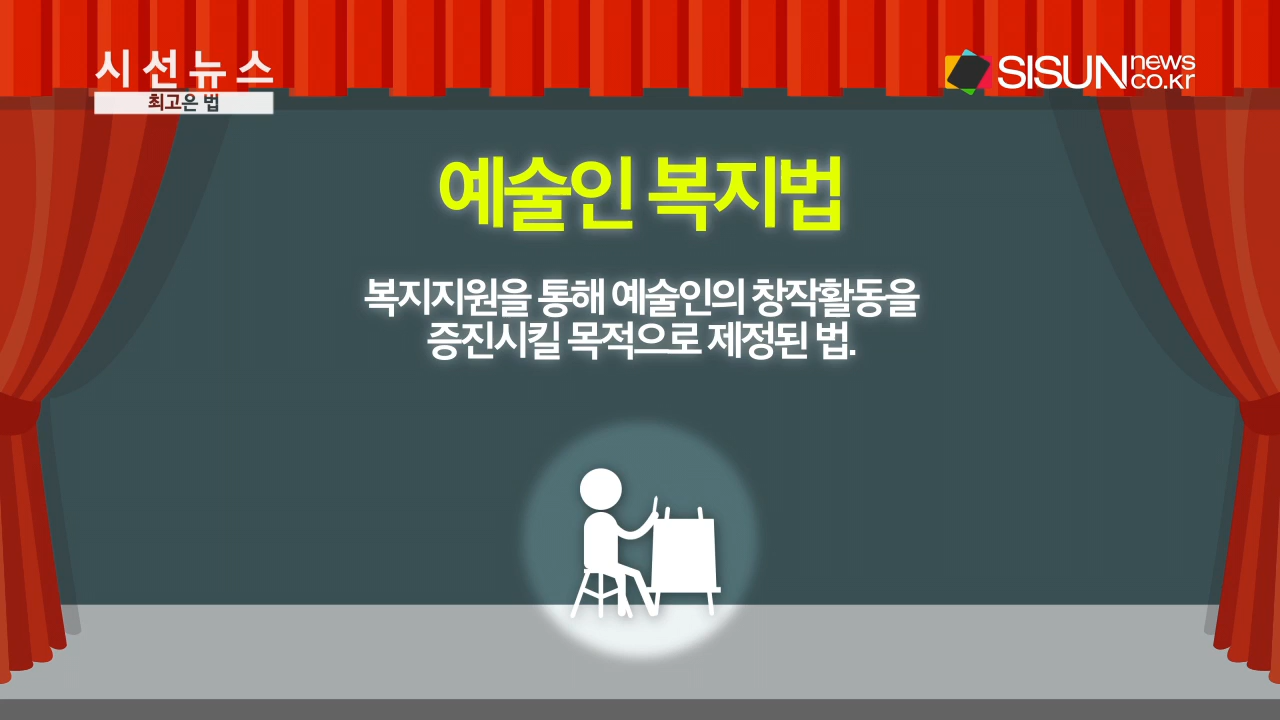 시선뉴스
최고은 법
SISUN news
co.kr
예술인 복지법
복지지원을 통해 예술인의 창작활동을
증진시킬 목적으로 제정된 법.